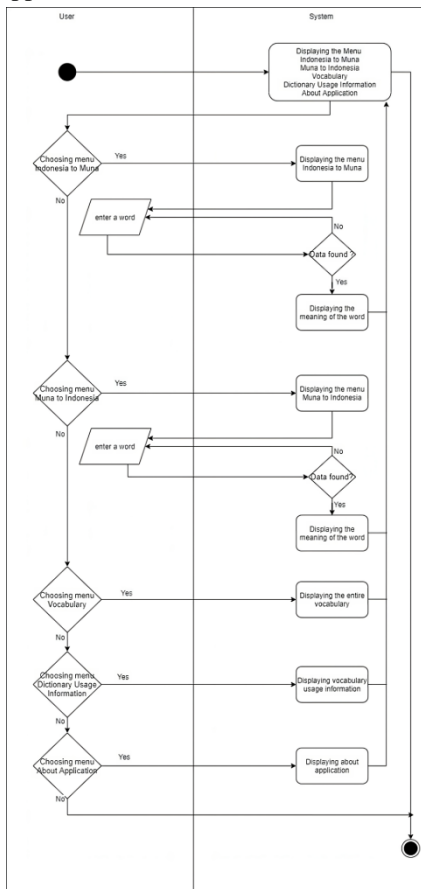 User
System
Displaying the Menu
Indonesia to Muna
Muna to Indonesia
Vocabulary
Dictionary Usage Information
About Application
Choosing menu
Indonesia to Muna
Yes
Displaying the menu
Indonesia to Muna
No
enter a word
No
Data found ?
Yes
Displaying the
meaning of the word
Choosing menu
Muna to Indonesia
Yes
Displaying the menu
Muna to Indonesia
No
enter a word
No
Data found?
Yes
Displaying the
meaning of the word
Choosing menu
Vocabulary
Yes
Displaying the entire
vocabulary
No
Choosing menu
Dictionary Usage
Information
Yes
Displaying vocabulary
usage information
No
Choosing menu
About Application
Yes
Displaying about
application
No